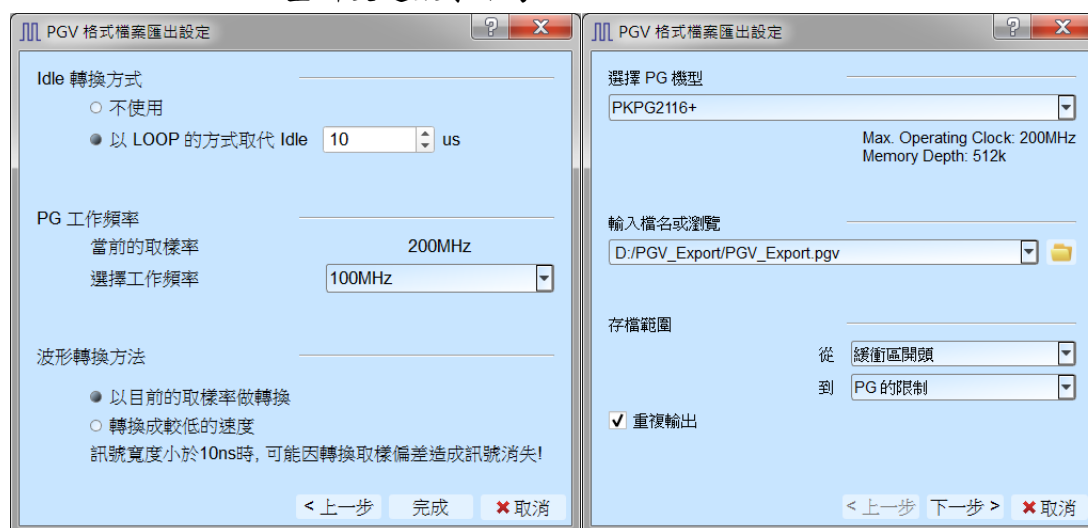 PGV 格式檔案匯出設定
Idle 轉換方式
不使用
以 LOOP 的方式取代 Idle 10 us
PG 工作頻率
當前的取樣率 200MHz
選擇工作頻率 100MHz
波形轉換方法
以目前的取樣率做轉換
轉換成較低的速度
訊號寬度小於10ns時, 可能因轉換取樣偏差造成訊號消失!
<上一步 完成 取消
PGV 格式檔案匯出設定
選擇 PG 機型
PKPG2116+
Max. Operating Clock: 200MHz
Memory Depth: 512k
輸入檔名或瀏覽
D:/PGV_Export/PGV_Export.pgv
存檔範圍
從 緩衝區開頭
到 PG 的限制
重複輸出
<上一步 下一步> 取消